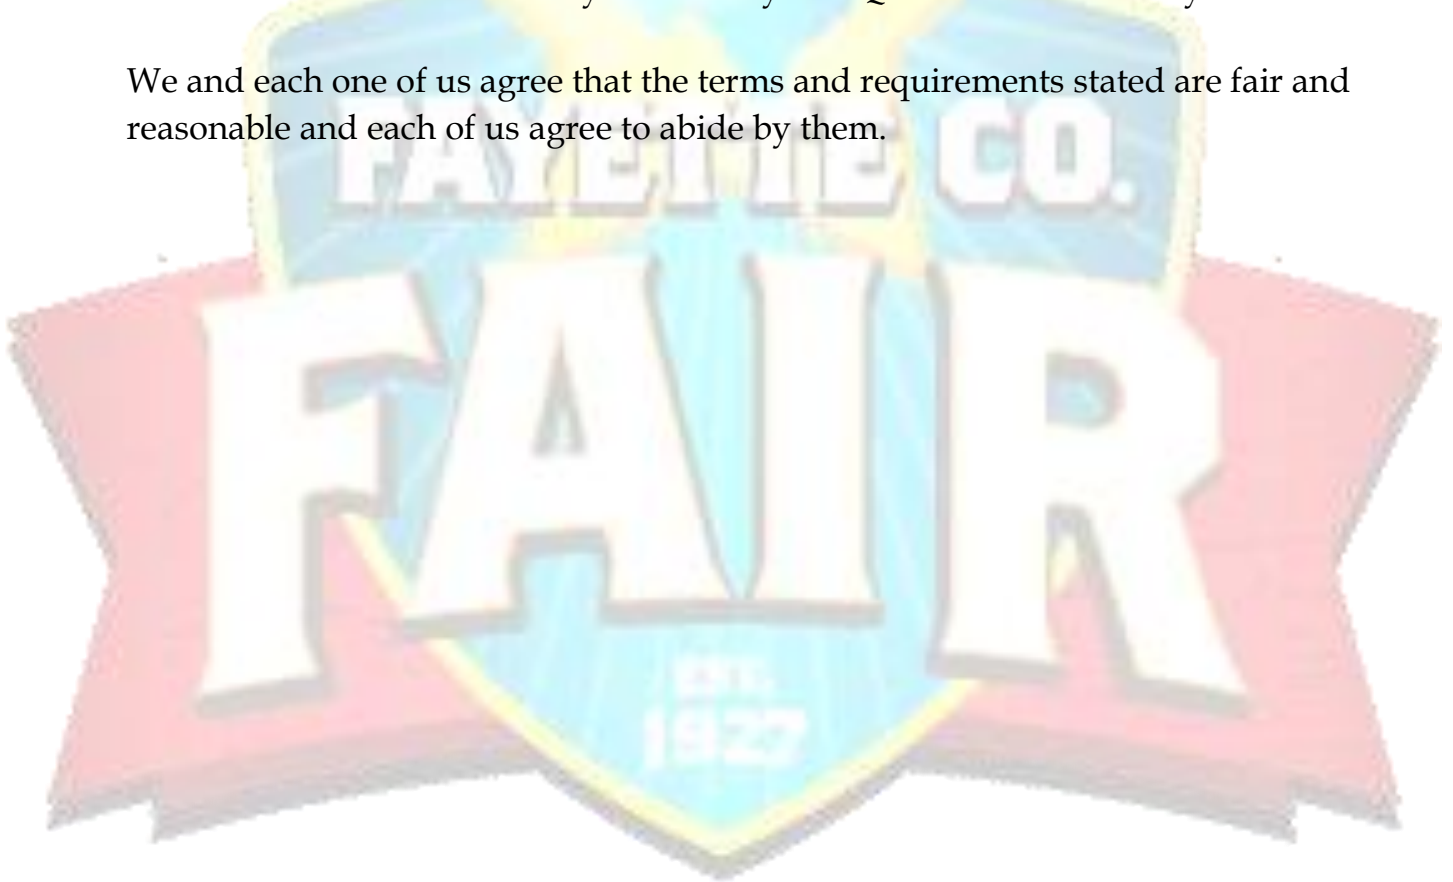 We and each one of us agree that the terms and requirements stated are fair and
reasonable and each of us agree to abide by them.
FAYETTE CO.
FAIR
EST.
1927